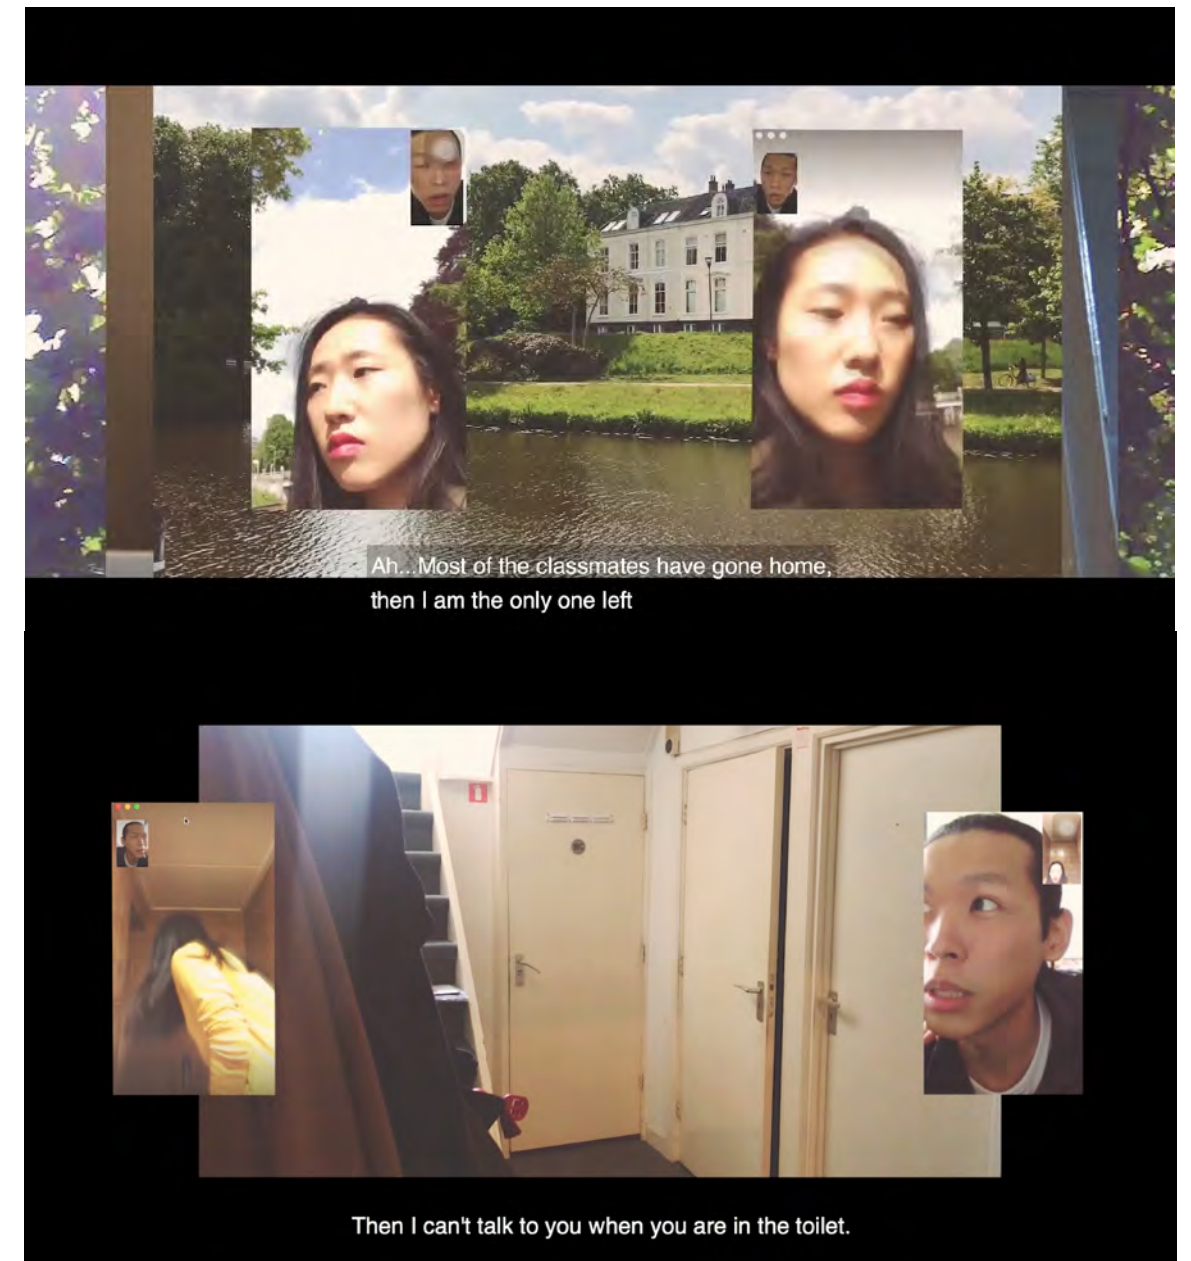 Ah...Most of the classmates have gone home,
then I am the only one left
Then I can't talk to you when you are in the toilet.